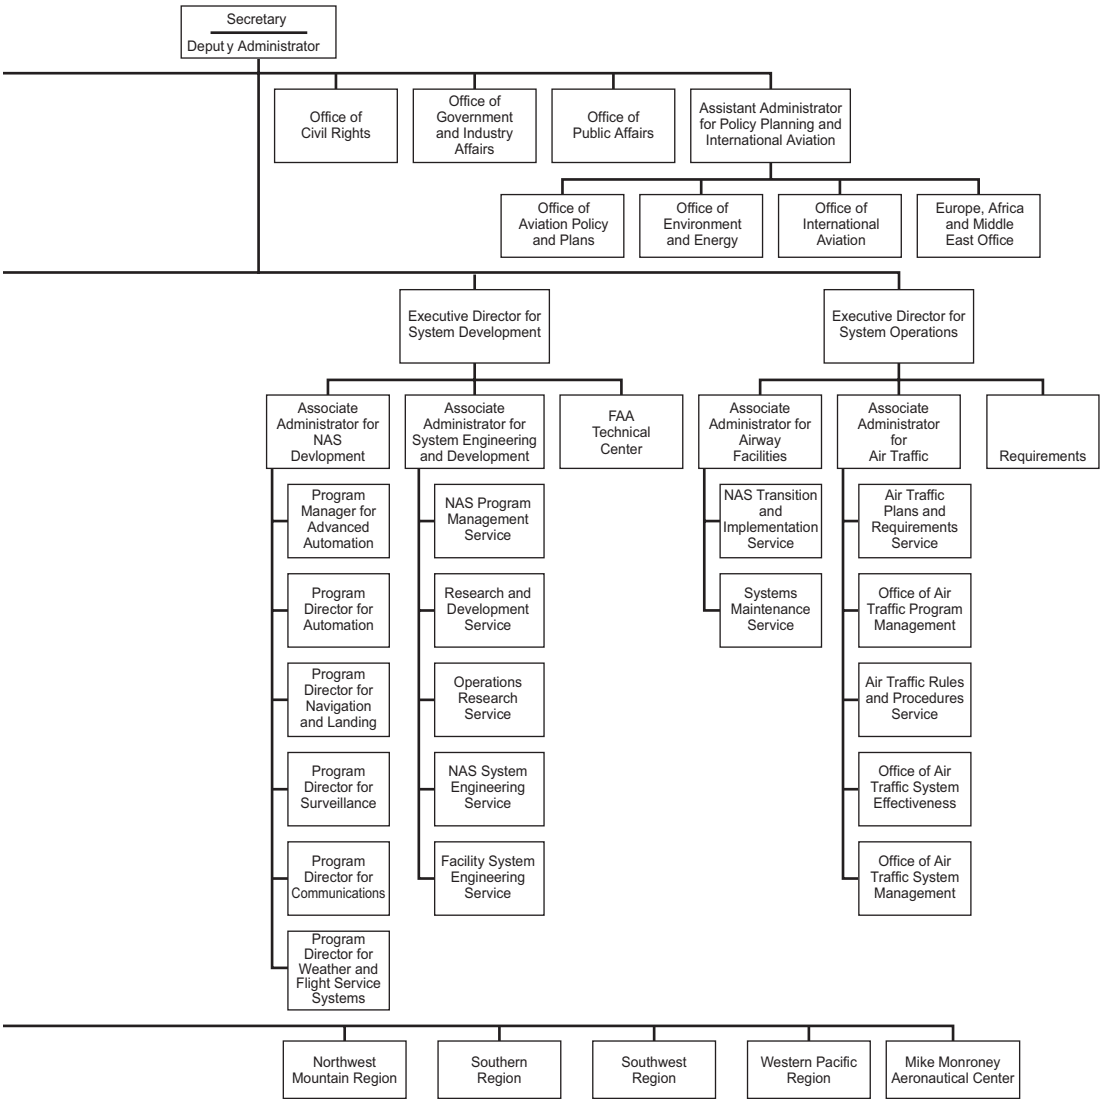 Secretary
Deputy Administrator
Office of
Civil Rights
Office of
Government
and Industry
Affairs
Office of
Public Affairs
Assistant Administrator
for Policy Planning and
International Aviation
Office of
Aviation Policy
and Plans
Office of
Environment
and Energy
Office of
International
Aviation
Europe, Africa
and Middle
East Office
Executive Director for
System Development
Executive Director for
System Operations
Associate
Administrator for
NAS
Devlopment
Associate
Administrator for
System Engineering
and Development
FAA
Technical
Center
Associate
Administrator for
Airway
Facilities
Associate
Administrator
for
Air Traffic
Requirements
Program
Manager for
Advanced
Automation
Program
Director for
Automation
Program
Director for
Navigation
and Landing
Program
Director for
Surveillance
Program
Director for
Communications
Program
Director for
Weather and
Flight Service
Systems
NAS Program
Management
Service
Research and
Development
Service
Operations
Research
Service
NAS System
Engineering
Service
Facility System
Engineering
Service
NAS Transition
and
Implementation
Service
Systems
Maintenance
Service
Air Traffic
Plans and
Requirements
Service
Office of Air
Traffic Program
Management
Air Traffic Rules
and Procedures
Service
Office of Air
Traffic System
Effectiveness
Office of Air
Traffic System
Management
Northwest
Mountain Region
Southern
Region
Southwest
Region
Western Pacific
Region
Mike Monroney
Aeronautical Center